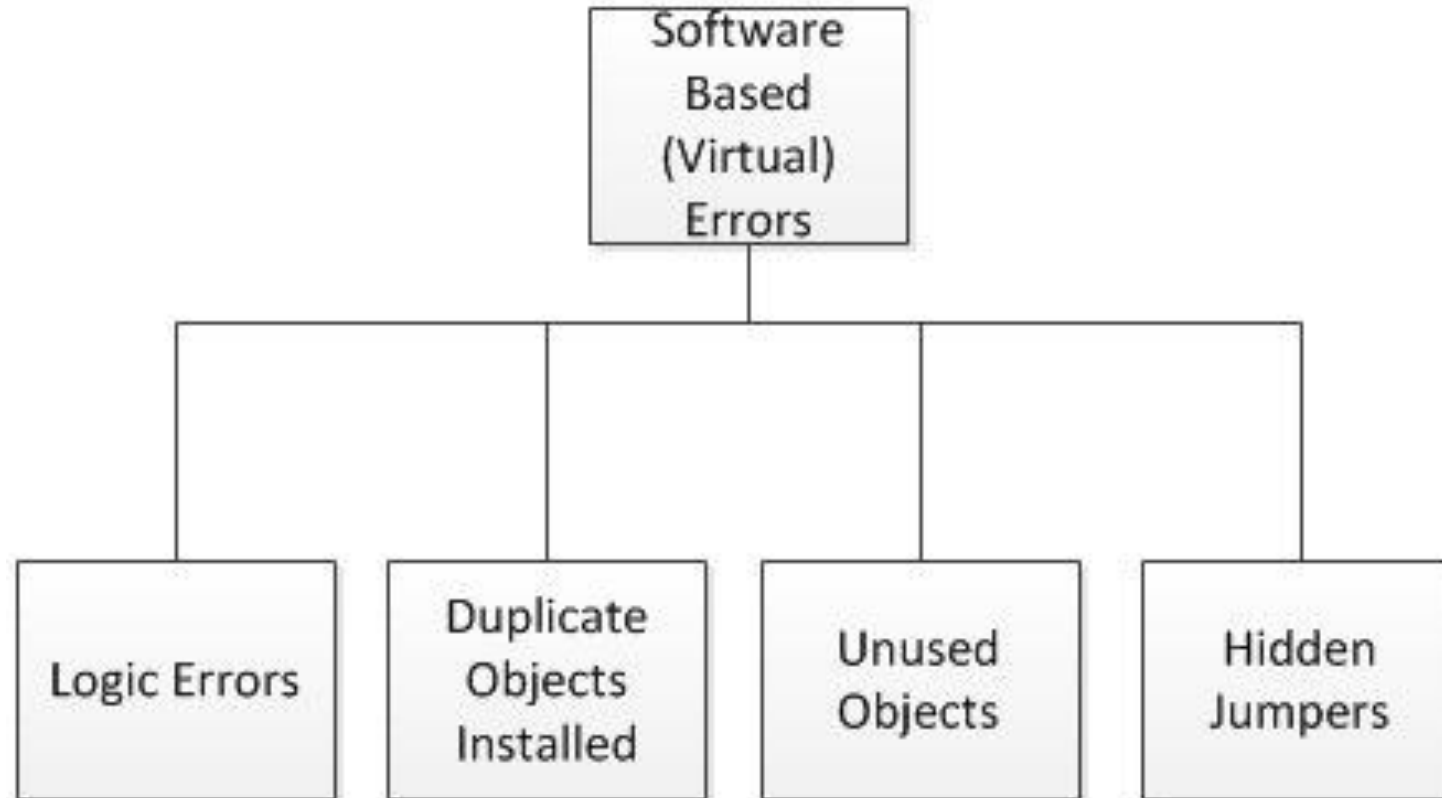 Software
Based
(Virtual)
Errors
Logic Errors
Duplicate
Objects
Installed
Unused
Objects
Hidden
Jumpers